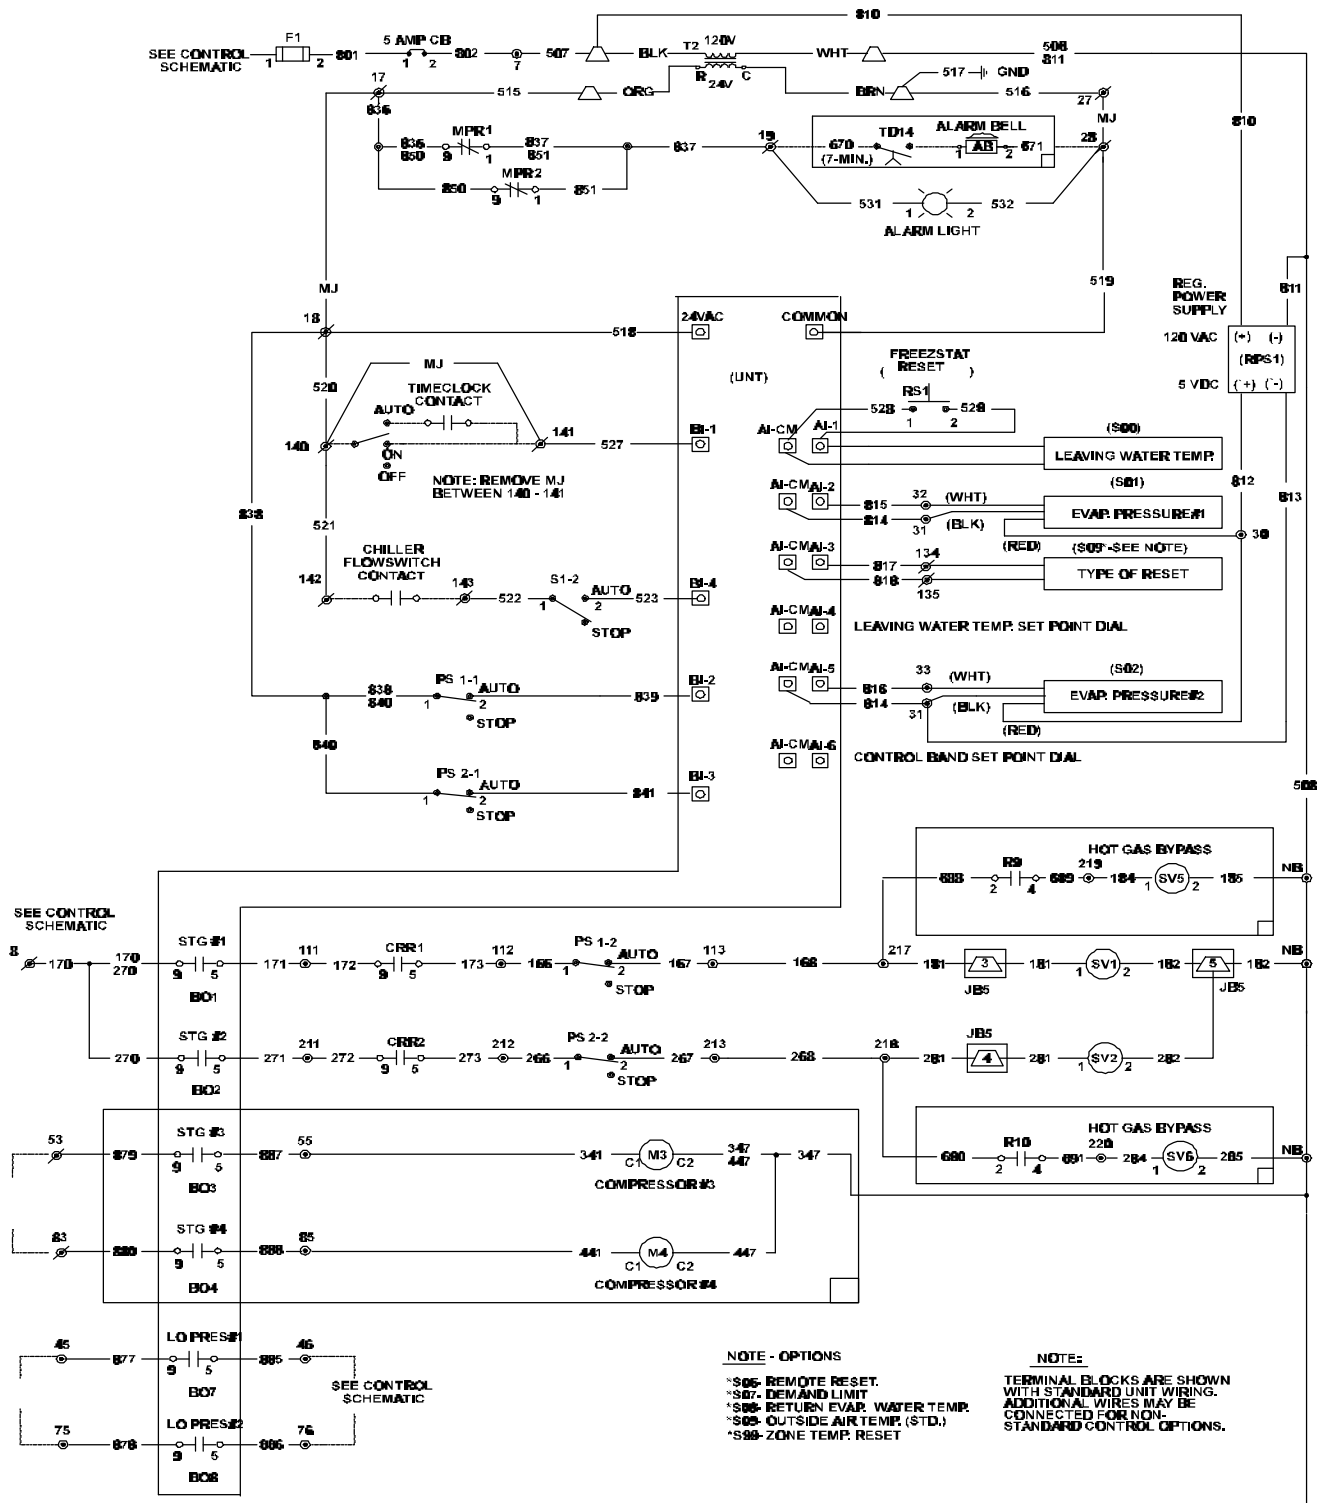 810
F1
5 AMP CB
T2 120V
508
SEE CONTROL
SCHEMATIC
1 2 801
1 2 802
7
507
BLK
WHT
811
R 24V C
517 GND
17
515
ORG
BRN
516
27
836
MJ
810
MPR1
836
850
9 1
837
851
837
19
670
(7-MIN.)
TD14
ALARM BELL
1 AB 2
671
28
MPR2
850
9 1
851
531
1 2
532
ALARM LIGHT
519
MJ
REG.
POWER
SUPPLY
811
18
518
24VAC
COMMON
120 VAC
(+) (-)
(RPS1)
5 VDC
(+) (-)
(UNT)
FREEZSTAT
( RESET )
RS1
528
1 2
529
520
MJ
TIMECLOCK
CONTACT
AUTO
140
ON
OFF
141
527
BI-1
AI-CM AI-1
(S00)
LEAVING WATER TEMP.
NOTE: REMOVE MJ
BETWEEN 140 - 141
(S01)
812
813
838
AI-CM AI-2
815
32
(WHT)
814
31
(BLK)
EVAP. PRESSURE#1
521
(RED)
30
(S09*-SEE NOTE)
CHILLER
FLOWSWITCH
CONTACT
AI-CM AI-3
817
134
818
135
TYPE OF RESET
142
143
522
S1-2
1 2
AUTO
STOP
523
BI-4
AI-CM AI-4
LEAVING WATER TEMP. SET POINT DIAL
838
840
PS 1-1
1 2
AUTO
STOP
839
BI-2
AI-CM AI-5
816
33
(WHT)
814
31
(BLK)
(S02)
EVAP. PRESSURE#2
(RED)
840
AI-CM AI-6
CONTROL BAND SET POINT DIAL
PS 2-1
1 2
AUTO
STOP
841
BI-3
508
HOT GAS BYPASS
688
R9
2 4
689
219
184
1 SV5 2
185
NB
SEE CONTROL
SCHEMATIC
8
170
170
270
STG #1
9 5
BO1
171
111
172
CRR1
9 5
173
112
166
PS 1-2
1 2
AUTO
STOP
167
113
168
217
181
3
JB5
181
1 SV1 2
182
5
JB5
182
NB
270
STG #2
9 5
BO2
271
211
272
CRR2
9 5
273
212
266
PS 2-2
1 2
AUTO
STOP
267
213
268
218
281
JB5
4
281
1 SV2 2
282
HOT GAS BYPASS
690
R10
2 4
691
220
284
1 SV6 2
285
NB
53
879
STG #3
9 5
BO3
887
55
341
C1 M3 C2
347
447
347
COMPRESSOR #3
83
880
STG #4
9 5
BO4
888
85
441
C1 M4 C2
447
COMPRESSOR #4
45
877
LO PRES#1
9 5
BO7
885
46
SEE CONTROL
SCHEMATIC
75
878
LO PRES#2
9 5
BO8
886
76
NOTE - OPTIONS
*S06- REMOTE RESET.
*S07- DEMAND LIMIT
*S08- RETURN EVAP. WATER TEMP.
*S09- OUTSIDE AIR TEMP. (STD.)
*S99- ZONE TEMP. RESET
NOTE:
TERMINAL BLOCKS ARE SHOWN
WITH STANDARD UNIT WIRING.
ADDITIONAL WIRES MAY BE
CONNECTED FOR NON-
STANDARD CONTROL OPTIONS.